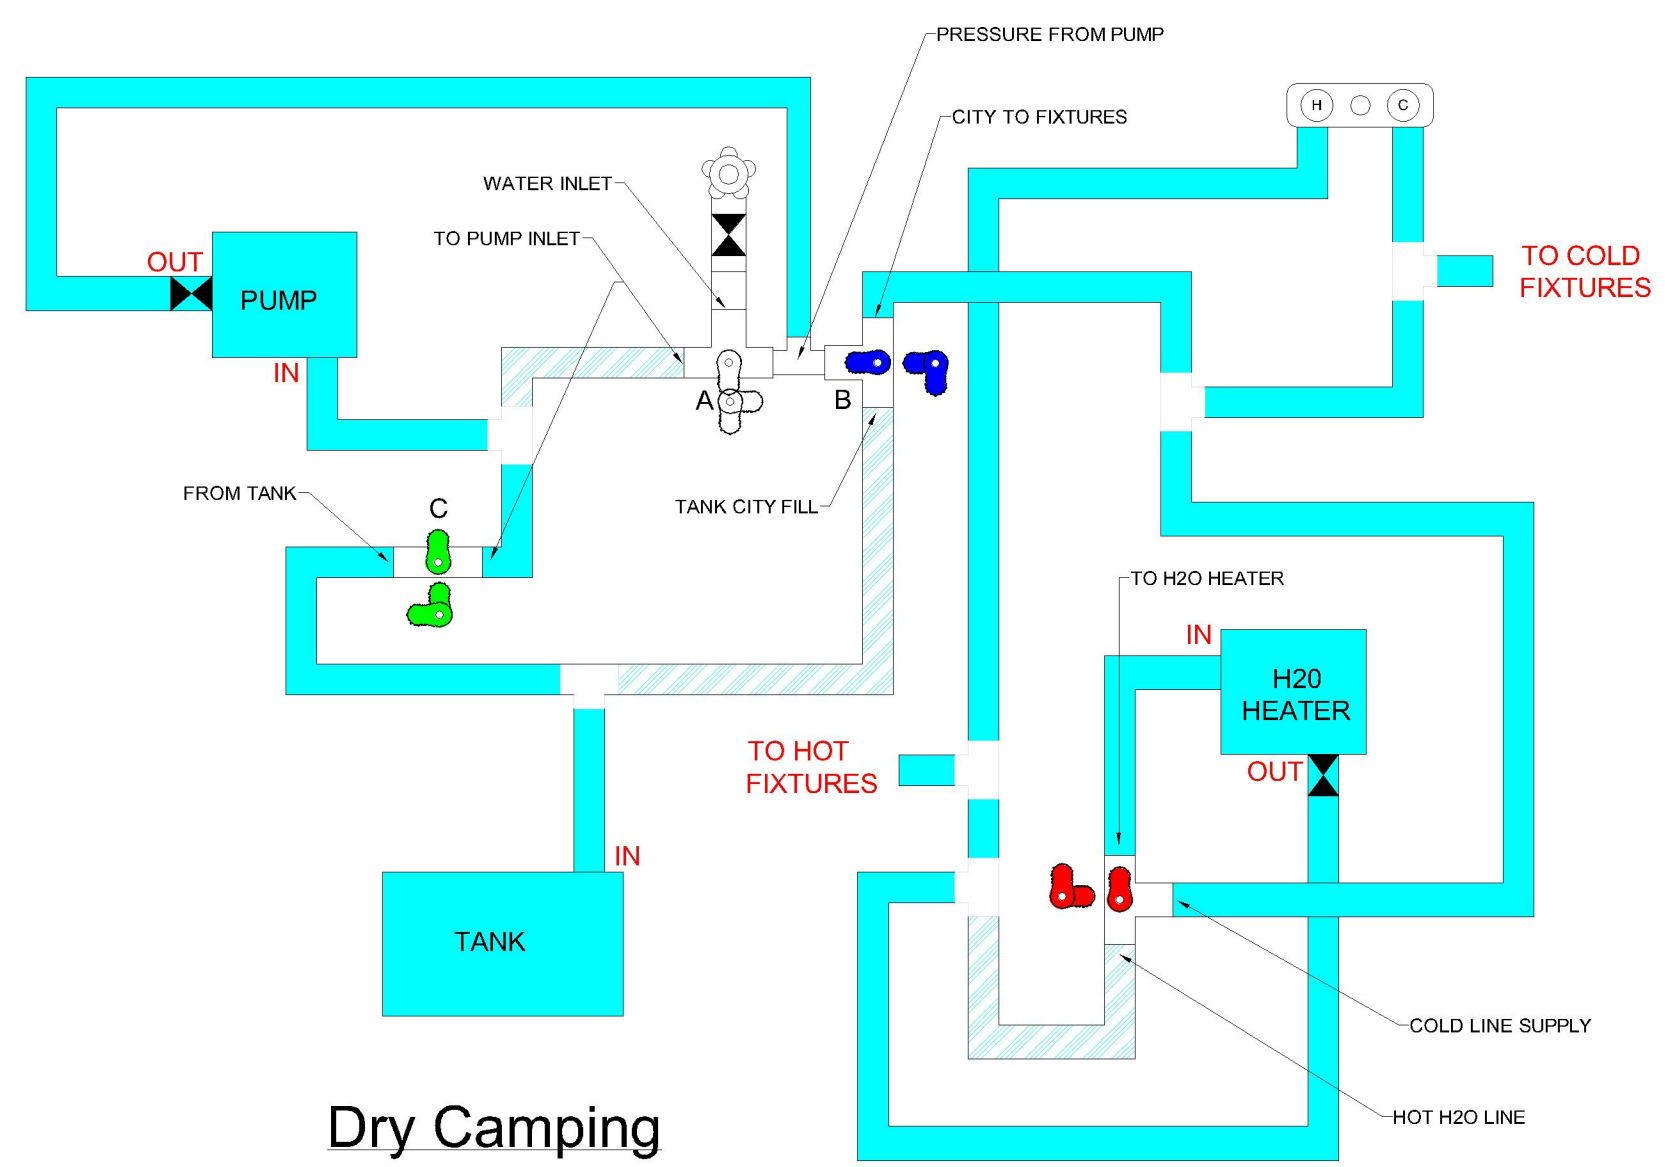 PRESSURE FROM PUMP
CITY TO FIXTURES
H
C
WATER INLET
TO PUMP INLET
OUT
PUMP
IN
TO COLD
FIXTURES
A
B
FROM TANK
C
TANK CITY FILL
TO H2O HEATER
IN
H20
HEATER
OUT
TO HOT
FIXTURES
IN
TANK
COLD LINE SUPPLY
HOT H2O LINE
Dry Camping